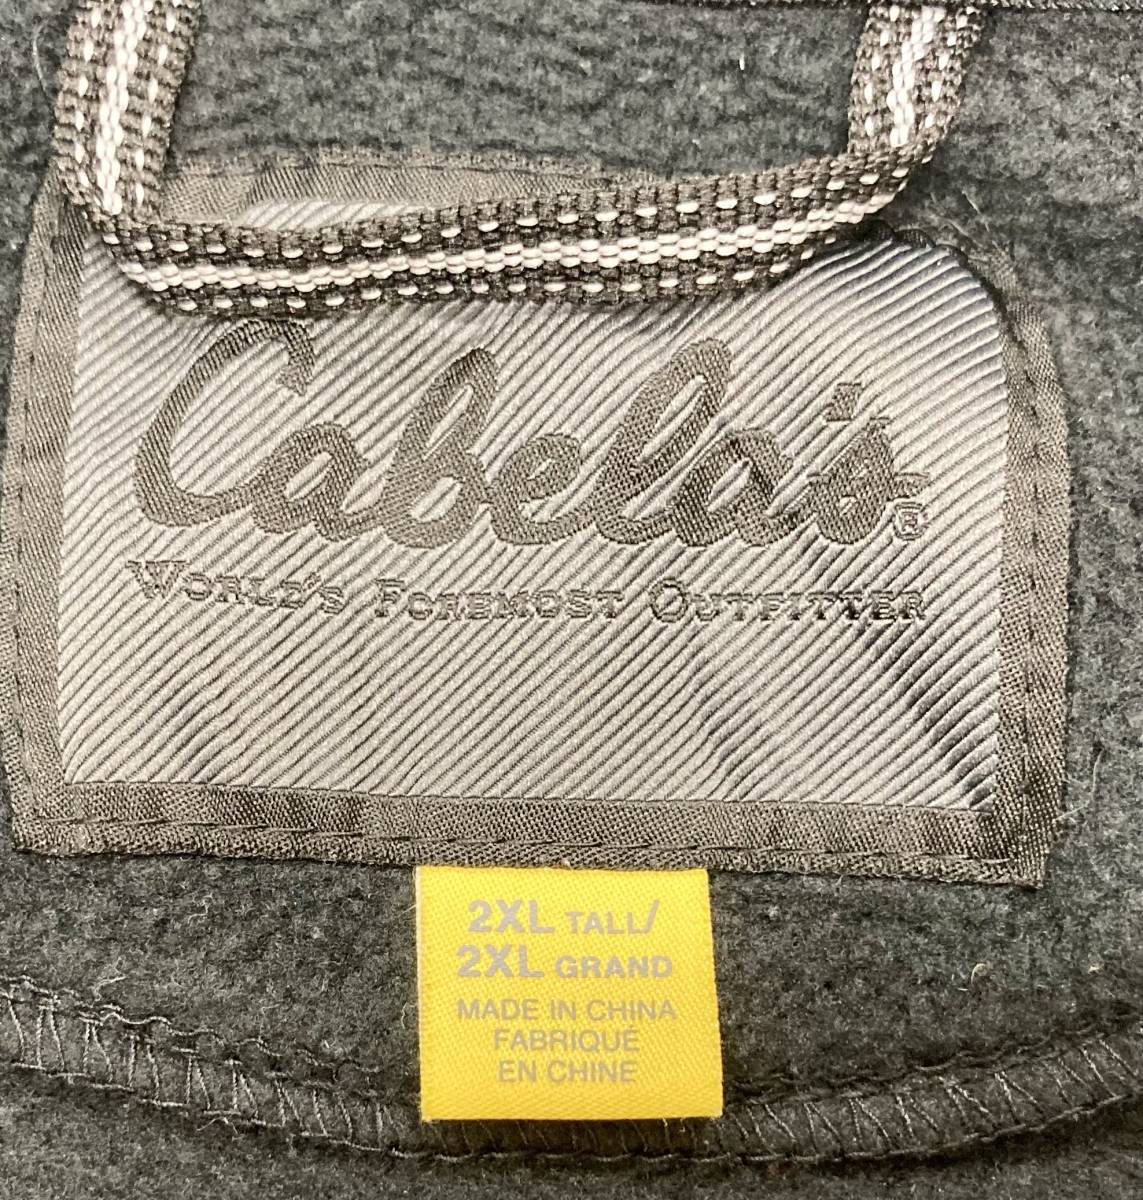 Cabela's®
WORLD'S FOREMOST OUTFITTER
2XL TALL/
2XL GRAND
MADE IN CHINA
FABRIQUÉ
EN CHINE